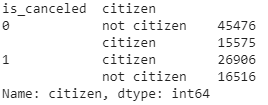 is_canceled citizen
0 not citizen 45476
citizen 15575
1 citizen 26906
not citizen 16516
Name: citizen, dtype: int64